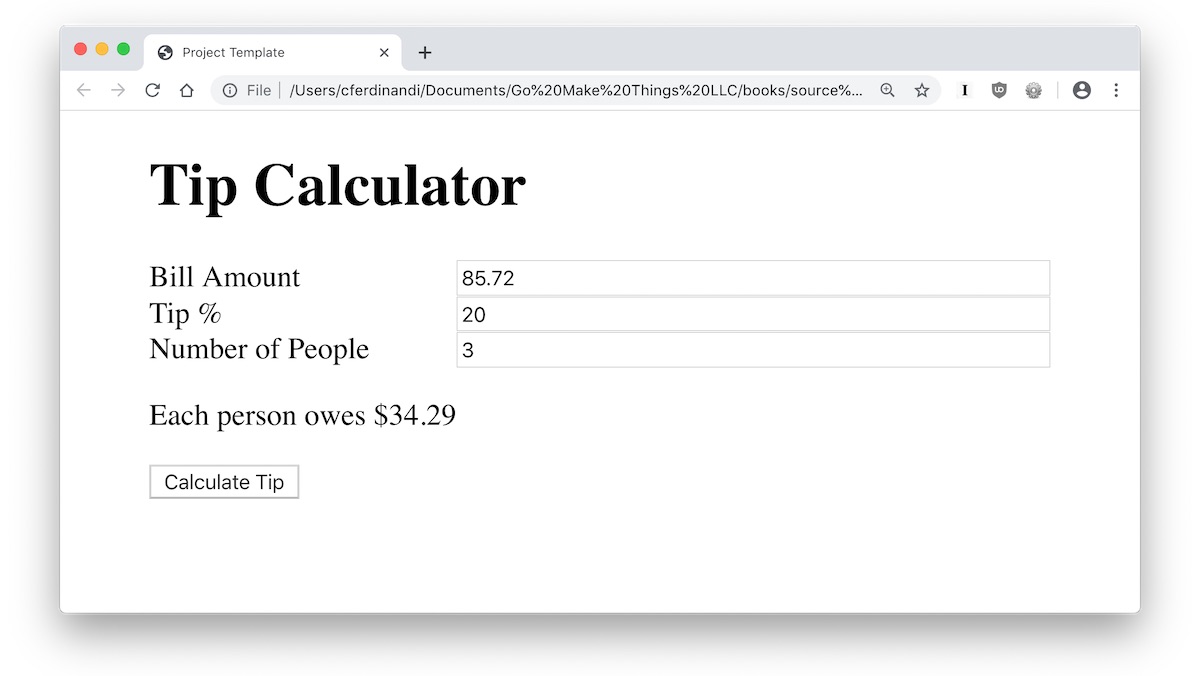 Project Template
File /Users/cferdinandi/Documents/Go%20Make%20Things%20LLC/books/source%...
Tip Calculator
Bill Amount 85.72
Tip % 20
Number of People 3
Each person owes $34.29
Calculate Tip